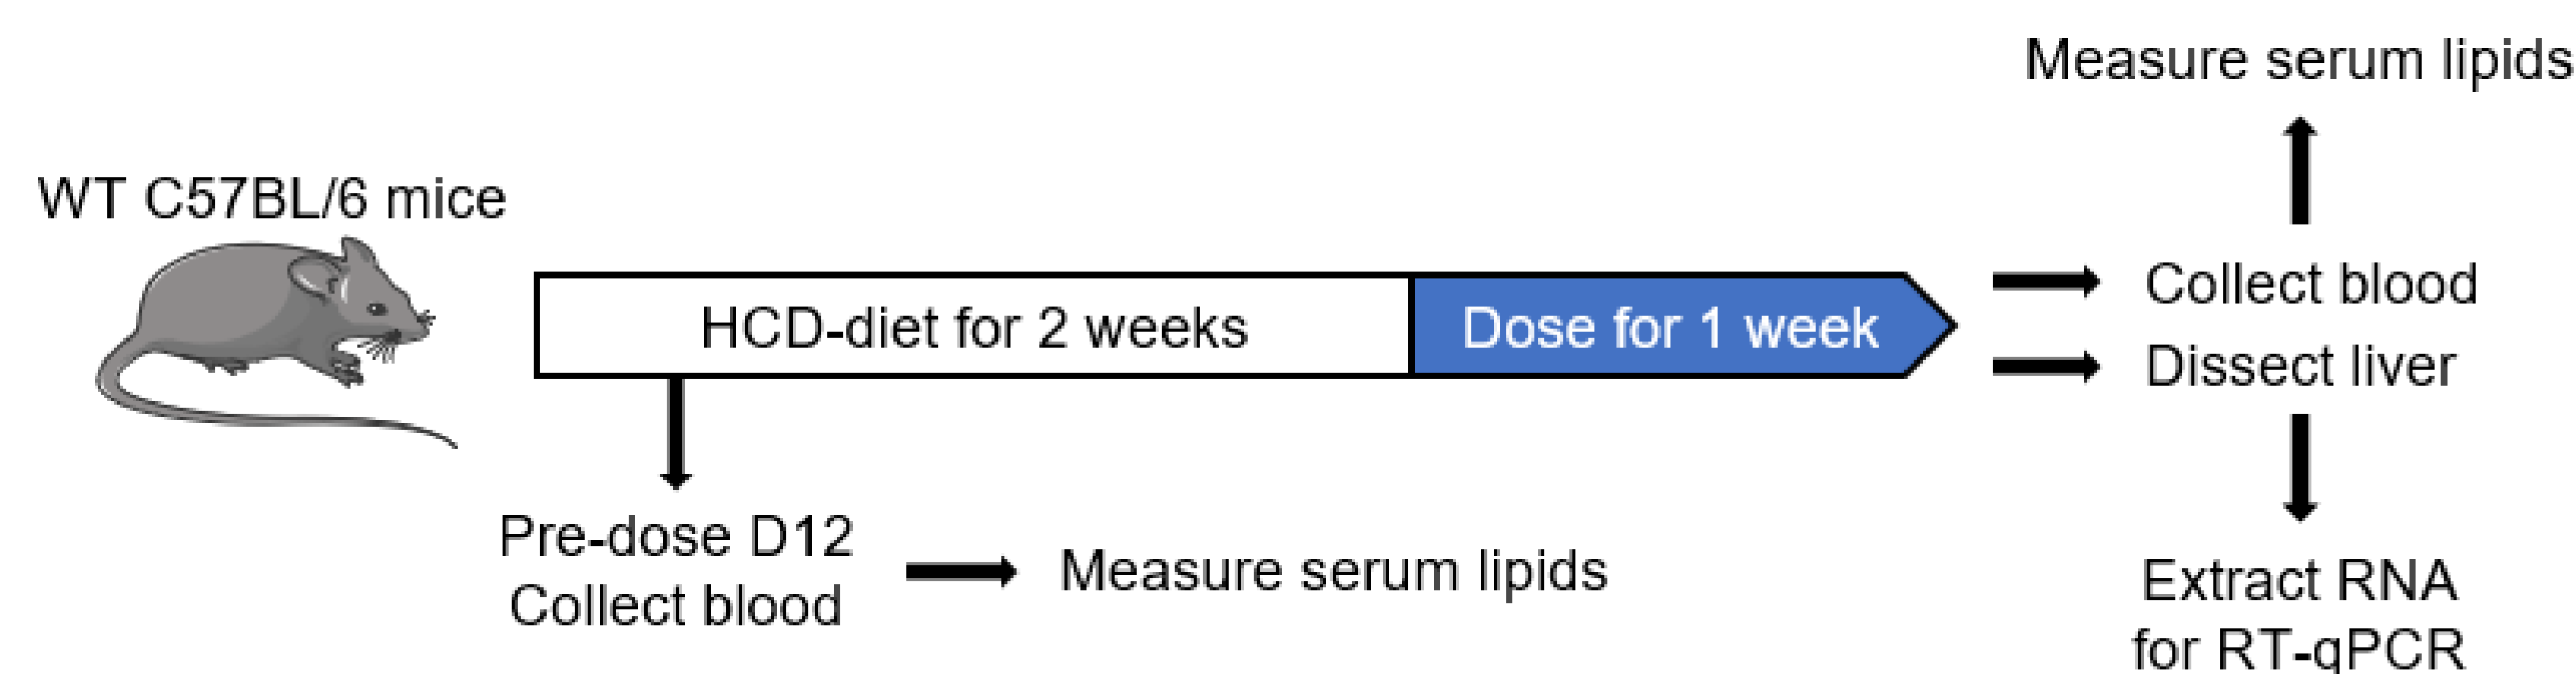 Measure serum lipids
WT C57BL/6 mice
HCD-diet for 2 weeks
Dose for 1 week
Collect blood
Dissect liver
Pre-dose D12
Collect blood
Measure serum lipids
Extract RNA
for RT-qPCR